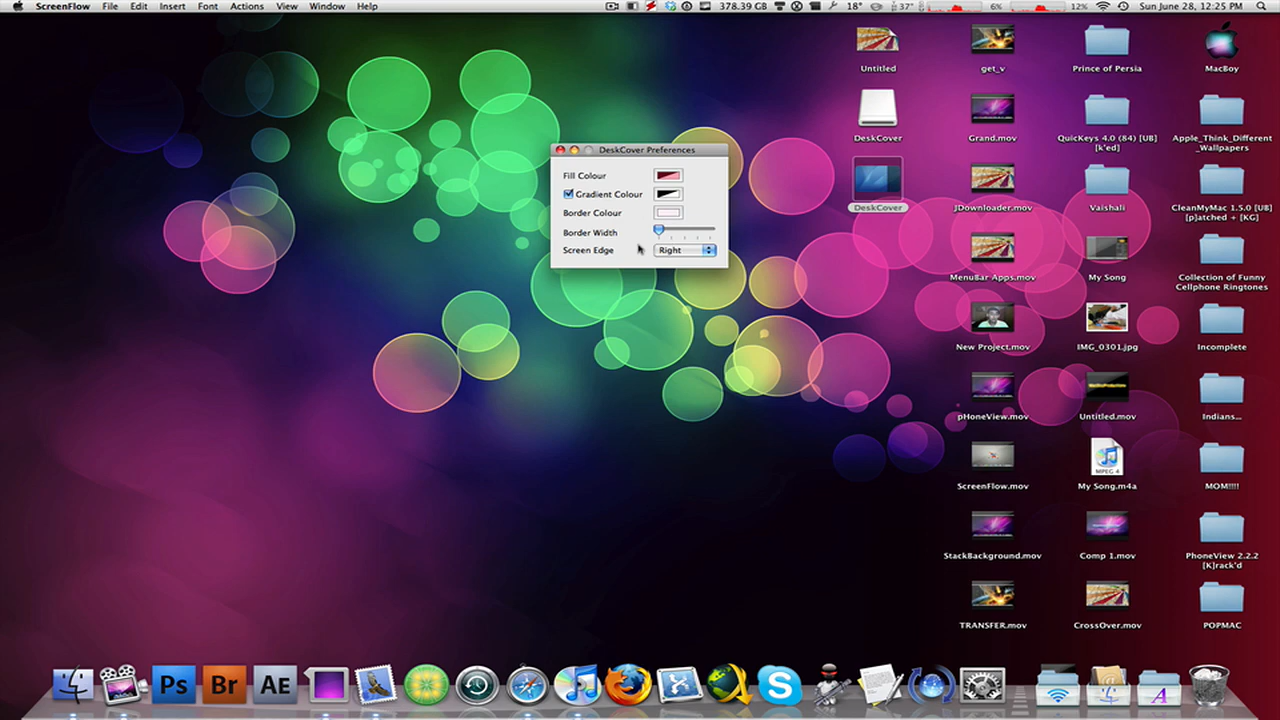 ScreenFlow File Edit Insert Font Actions View Window Help 378.39 GB 18° 37° 6% 12% Sun June 28, 12:25 PM
Untitled
get_v
Prince of Persia
MacBoy
DeskCover
Grand.mov
QuicKeys 4.0 (84) [UB]
[k'ed]
Apple_Think_Different
_Wallpapers
DeskCover
JDownloader.mov
Vaishali
CleanMyMac 1.5.0 [UB]
[p]atched + [KG]
MenuBar Apps.mov
My Song
Collection of Funny
Cellphone Ringtones
New Project.mov
IMG_0301.jpg
Incomplete
pHoneView.mov
Untitled.mov
Indians...
ScreenFlow.mov
MPEG 4
My Song.m4a
MOM!!!!
StackBackground.mov
Comp 1.mov
PhoneView 2.2.2
[K]rack'd
TRANSFER.mov
CrossOver.mov
POPMAC
DeskCover Preferences
Fill Colour
Gradient Colour
Border Colour
Border Width
Screen Edge Right
Ps Br AE